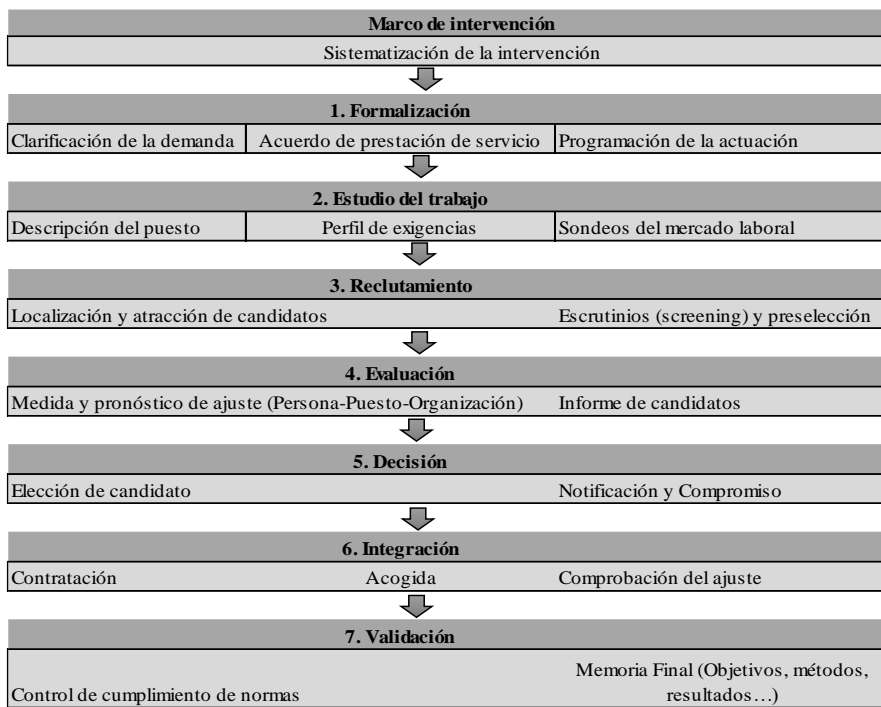 Marco de intervención
Sistematización de la intervención
1. Formalización
Clarificación de la demanda Acuerdo de prestación de servicio Programación de la actuación
2. Estudio del trabajo
Descripción del puesto Perfil de exigencias Sondeos del mercado laboral
3. Reclutamiento
Localización y atracción de candidatos Escrutinios (screening) y preselección
4. Evaluación
Medida y pronóstico de ajuste (Persona-Puesto-Organización) Informe de candidatos
5. Decisión
Elección de candidato Notificación y Compromiso
6. Integración
Contratación Acogida Comprobación del ajuste
7. Validación
Control de cumplimiento de normas Memoria Final (Objetivos, métodos,
resultados…)